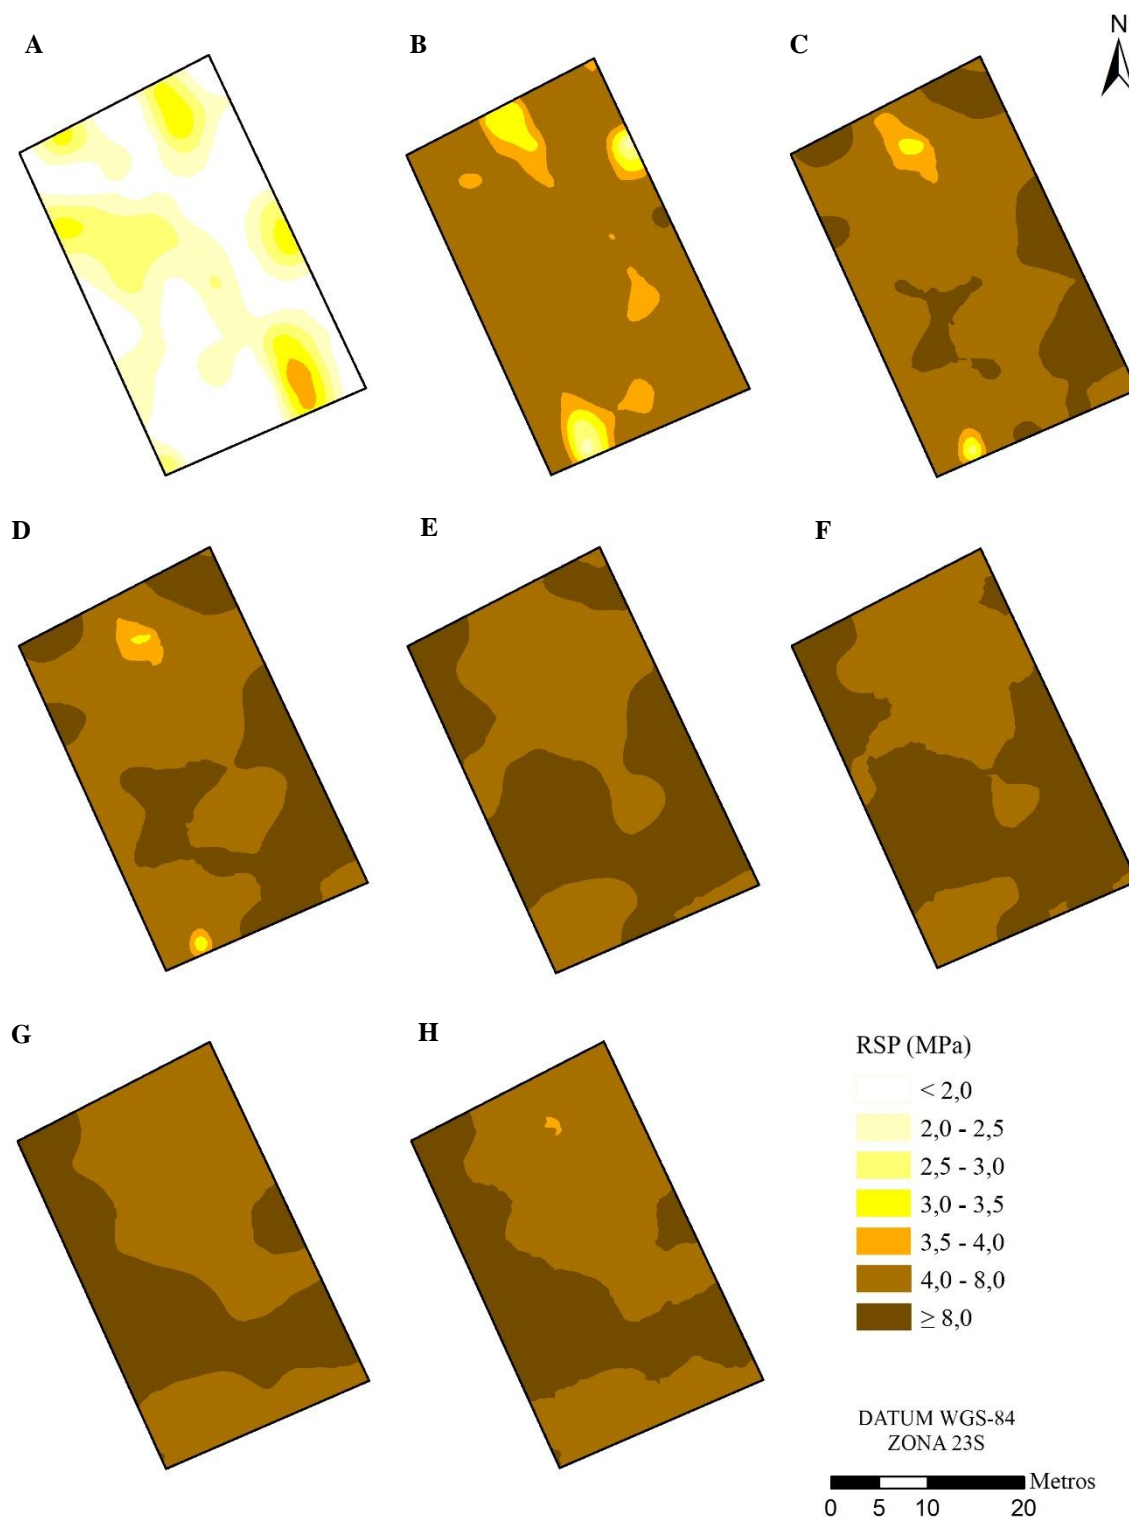 A
B
C
N
D
E
F
G
H
RSP (MPa)
< 2,0
2,0 - 2,5
2,5 - 3,0
3,0 - 3,5
3,5 - 4,0
4,0 - 8,0
≥ 8,0
DATUM WGS-84
ZONA 23S
Metros
0 5 10 20